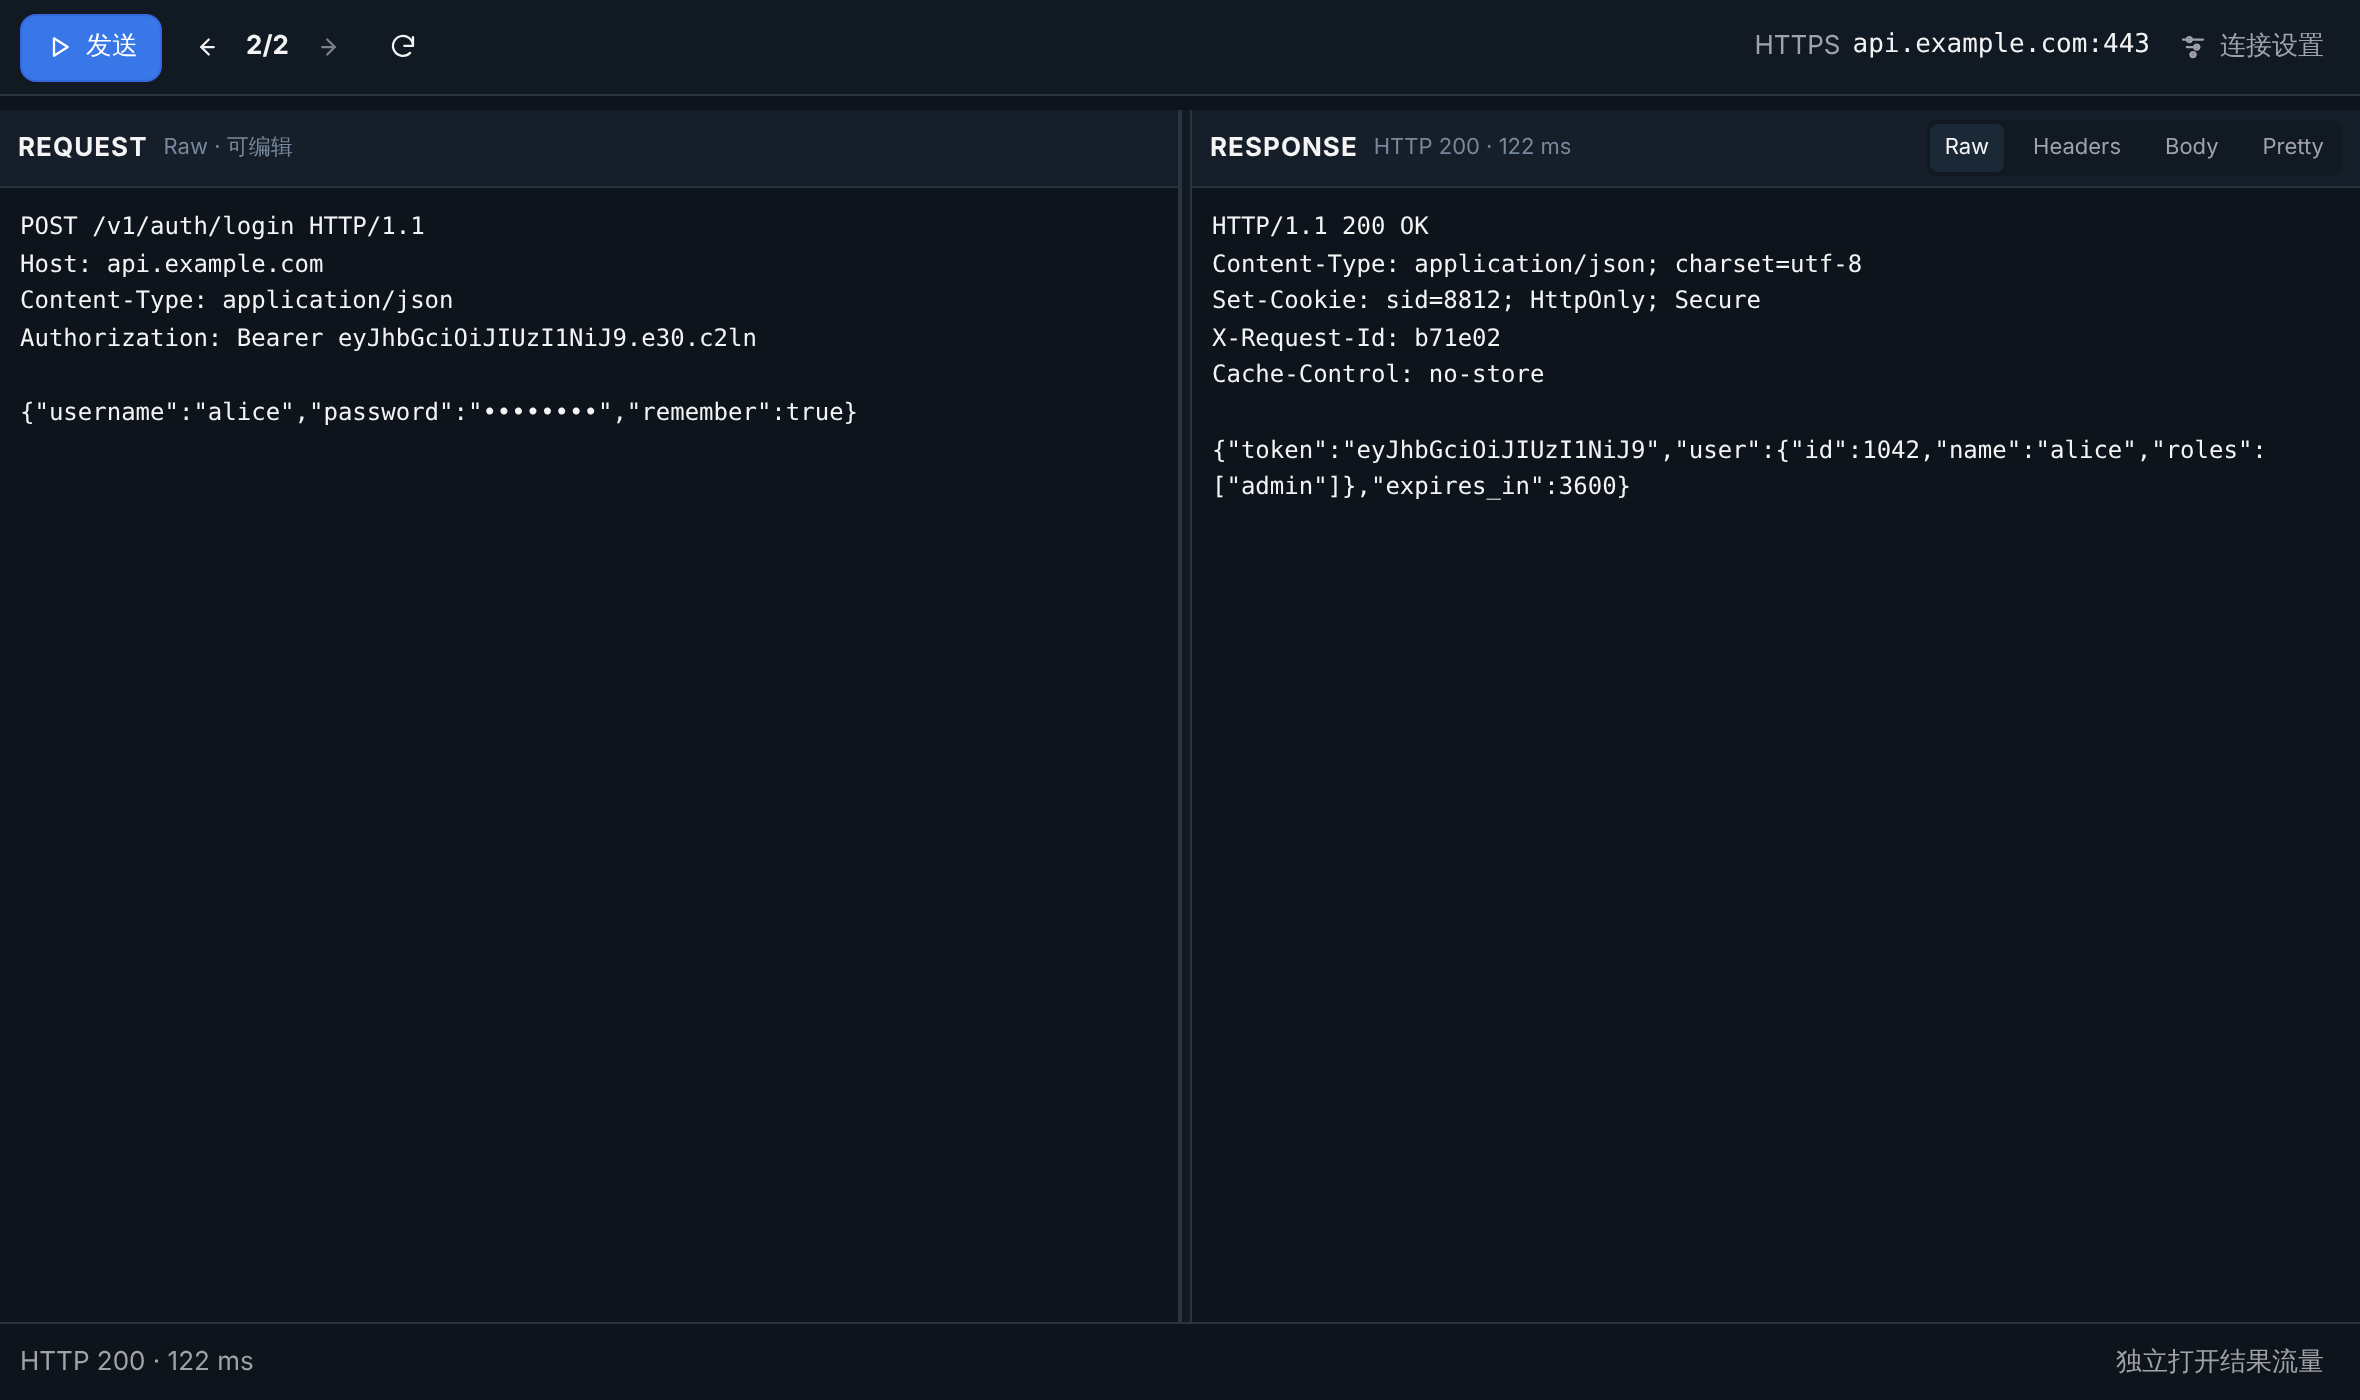 发送 2/2 HTTPS api.example.com:443 连接设置
REQUEST Raw · 可编辑
POST /v1/auth/login HTTP/1.1
Host: api.example.com
Content-Type: application/json
Authorization: Bearer eyJhbGciOiJIUzI1NiJ9.e30.c2ln

{"username":"alice","password":"••••••••","remember":true}
RESPONSE HTTP 200 · 122 ms Raw Headers Body Pretty
HTTP/1.1 200 OK
Content-Type: application/json; charset=utf-8
Set-Cookie: sid=8812; HttpOnly; Secure
X-Request-Id: b71e02
Cache-Control: no-store

{"token":"eyJhbGciOiJIUzI1NiJ9","user":{"id":1042,"name":"alice","roles":
["admin"]},"expires_in":3600}
HTTP 200 · 122 ms 独立打开结果流量